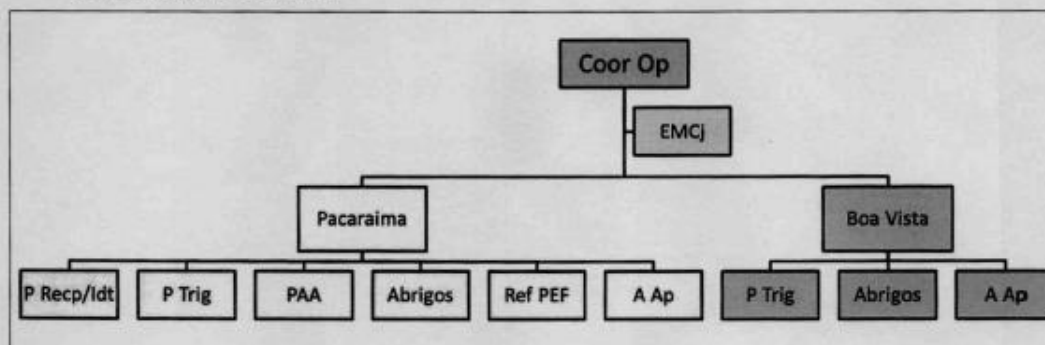 Coor Op
EMCj
Pacaraima
Boa Vista
P Recp/Idt
P Trig
PAA
Abrigos
Ref PEF
A Ap
P Trig
Abrigos
A Ap